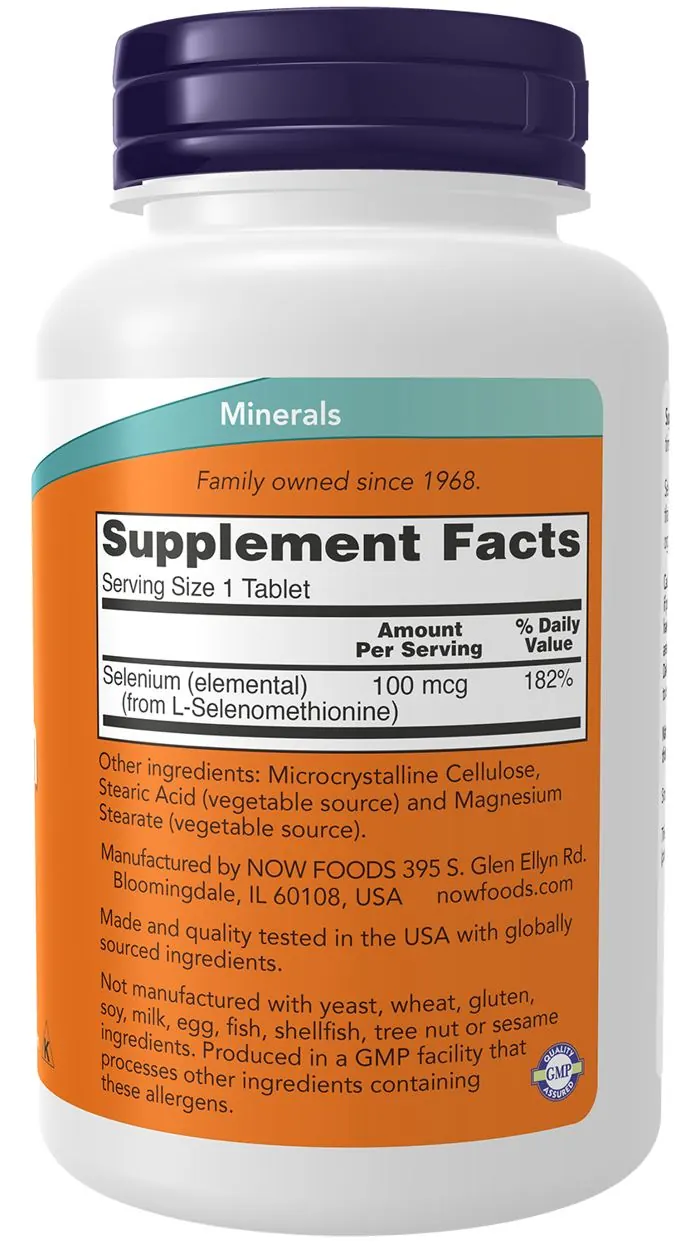 Minerals
Family owned since 1968.
Supplement Facts
Serving Size 1 Tablet
Amount Per Serving
% Daily Value
Selenium (elemental) 100 mcg 182%
(from L-Selenomethionine)
Other ingredients: Microcrystalline Cellulose,
Stearic Acid (vegetable source) and Magnesium
Stearate (vegetable source).
Manufactured by NOW FOODS 395 S. Glen Ellyn Rd.
Bloomingdale, IL 60108, USA nowfoods.com
Made and quality tested in the USA with globally
sourced ingredients.
Not manufactured with yeast, wheat, gluten,
soy, milk, egg, fish, shellfish, tree nut or sesame
ingredients. Produced in a GMP facility that
processes other ingredients containing
these allergens.
QUALITY
GMP
ASSURED
K